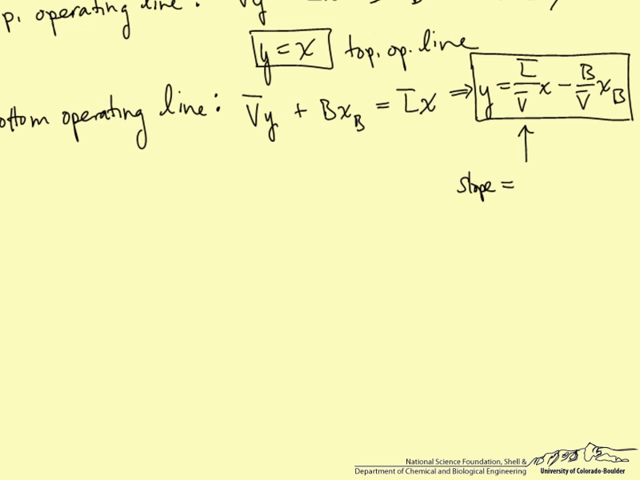 p. operating line:
y = x top. op. line
ottom operating line: V̅y + Bx_B = L̅x ⇒ y = L̅/V̅ x − B/V̅ x_B
slope =
National Science Foundation, Shell &
Department of Chemical and Biological Engineering
University of Colorado-Boulder